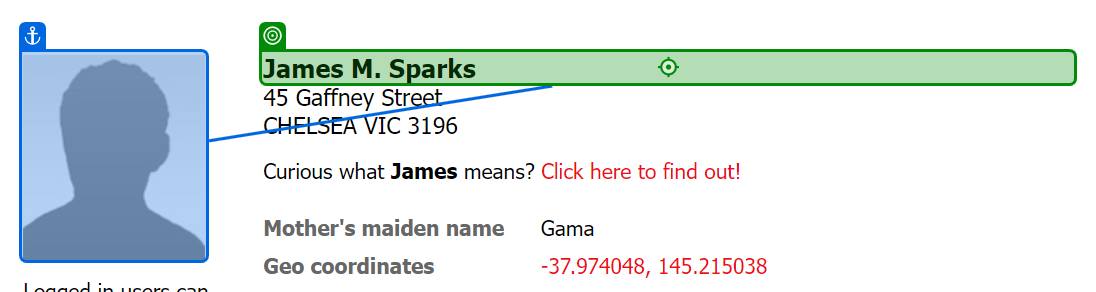 James M. Sparks
45 Gaffney Street
CHELSEA VIC 3196
Curious what James means? Click here to find out!
Mother's maiden name Gama
Geo coordinates -37.974048, 145.215038
Logged in users can